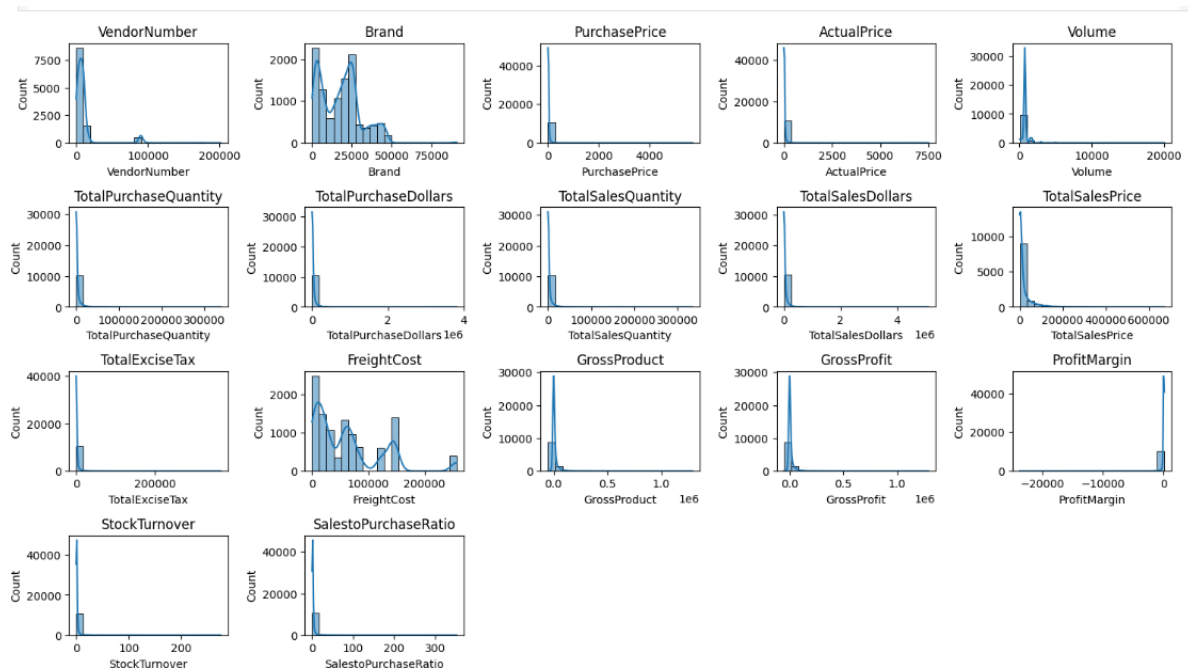 VendorNumber
Brand
PurchasePrice
ActualPrice
Volume
Count
7500
5000
2500
0
0
100000
200000
VendorNumber
Count
2000
1000
0
0
25000
50000
75000
Brand
Count
40000
20000
0
0
2000
4000
PurchasePrice
Count
40000
20000
0
0
2500
5000
7500
ActualPrice
Count
30000
20000
10000
0
0
10000
20000
Volume
TotalPurchaseQuantity
TotalPurchaseDollars
TotalSalesQuantity
TotalSalesDollars
TotalSalesPrice
Count
30000
20000
10000
0
0
100000200000300000
TotalPurchaseQuantity
Count
30000
20000
10000
0
0
2
4
TotalPurchaseDollars 1e6
Count
30000
20000
10000
0
0
100000200000300000
TotalSalesQuantity
Count
30000
20000
10000
0
0
2
4
TotalSalesDollars 1e6
Count
10000
5000
0
0
200000 400000 600000
TotalSalesPrice
TotalExciseTax
FreightCost
GrossProduct
GrossProfit
ProfitMargin
Count
40000
20000
0
0
200000
TotalExciseTax
Count
2000
1000
0
0
100000
200000
FreightCost
Count
30000
20000
10000
0
0.0
0.5
1.0
GrossProduct 1e6
Count
30000
20000
10000
0
0.0
0.5
1.0
GrossProfit 1e6
Count
40000
20000
0
−20000
−10000
0
ProfitMargin
StockTurnover
SalestoPurchaseRatio
Count
40000
20000
0
0
100
200
StockTurnover
Count
40000
20000
0
0
100
200
300
SalestoPurchaseRatio